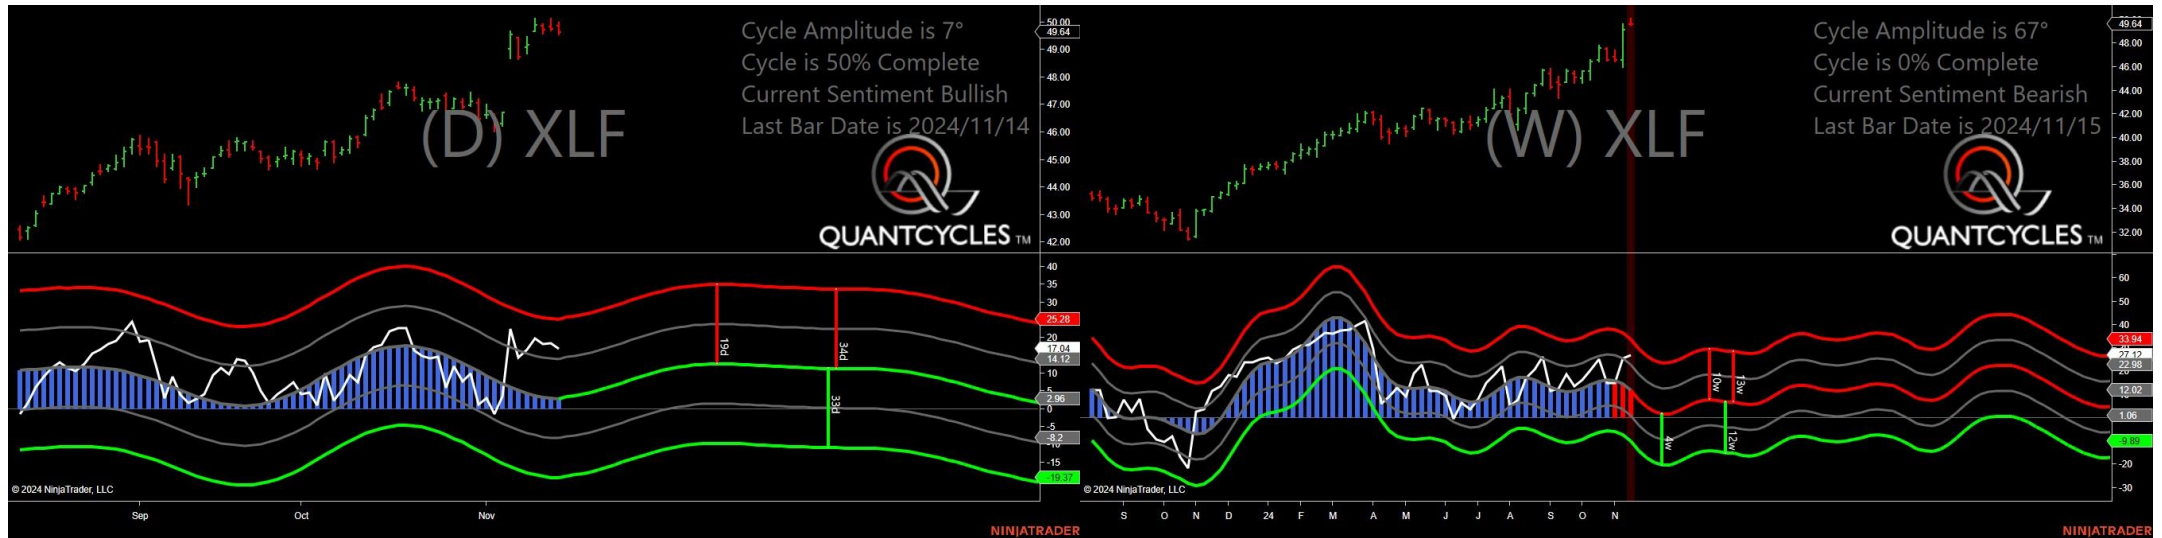 Cycle Amplitude is 7°
Cycle is 50% Complete
Current Sentiment Bullish
Last Bar Date is 2024/11/14
(D) XLF
QUANTCYCLES TM
50.00
49.64
49.00
48.00
47.00
46.00
45.00
44.00
43.00
42.00
40
35
30
25.28
20
17.04
14.12
10
5
2.96
0
-5
-8.2
-10
-15
-19.37
19d
34d
33d
© 2024 NinjaTrader, LLC
Sep
Oct
Nov
NINJATRADER
Cycle Amplitude is 67°
Cycle is 0% Complete
Current Sentiment Bearish
Last Bar Date is 2024/11/15
(W) XLF
QUANTCYCLES TM
49.64
48.00
46.00
44.00
42.00
40.00
38.00
36.00
34.00
32.00
60
50
40
33.94
27.12
22.98
20
12.02
1.06
-9.89
-20
-30
10w
13w
4w
12w
© 2024 NinjaTrader, LLC
S O N D 24 F M A M J J A S O N
NINJATRADER